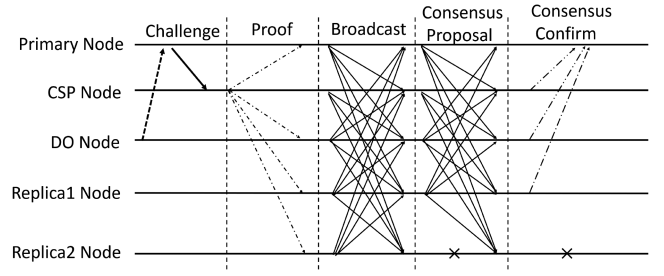 Challenge
Proof
Broadcast
Consensus
Proposal
Consensus
Confirm
Primary Node
CSP Node
DO Node
Replica1 Node
Replica2 Node